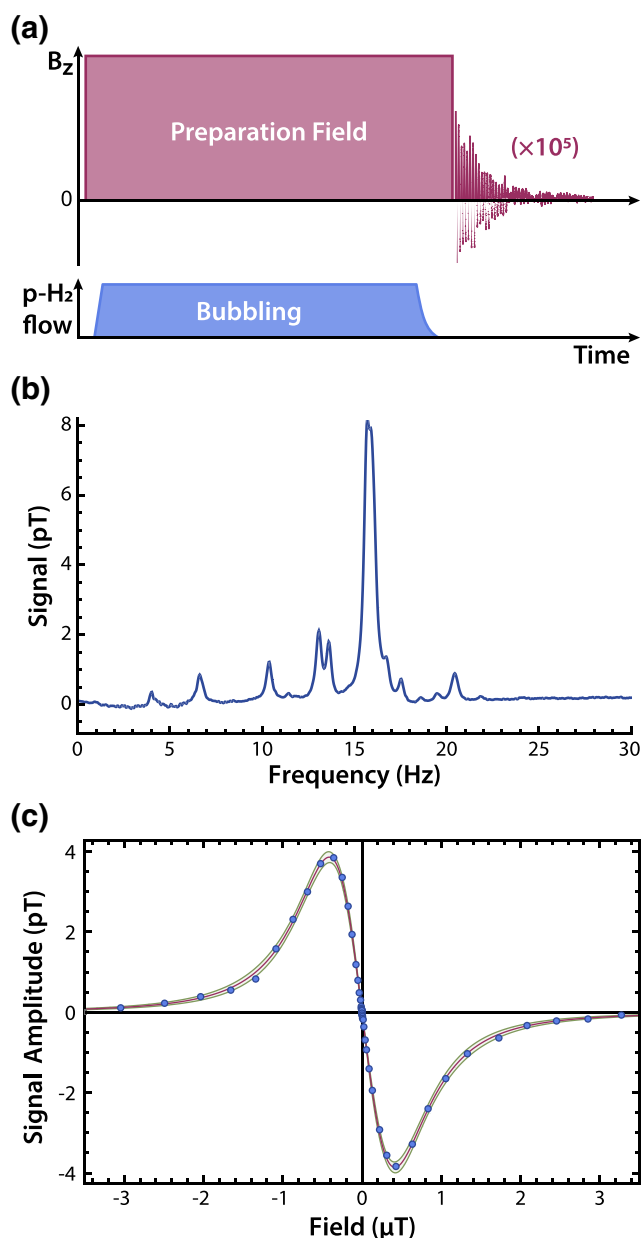 (a)
Bz
Preparation Field
(×10⁵)
0
p-H₂
flow
Bubbling
Time
(b)
8
6
4
2
0
Signal (pT)
0 5 10 15 20 25 30
Frequency (Hz)
(c)
4
2
0
-2
-4
Signal Amplitude (pT)
-3 -2 -1 0 1 2 3
Field (μT)